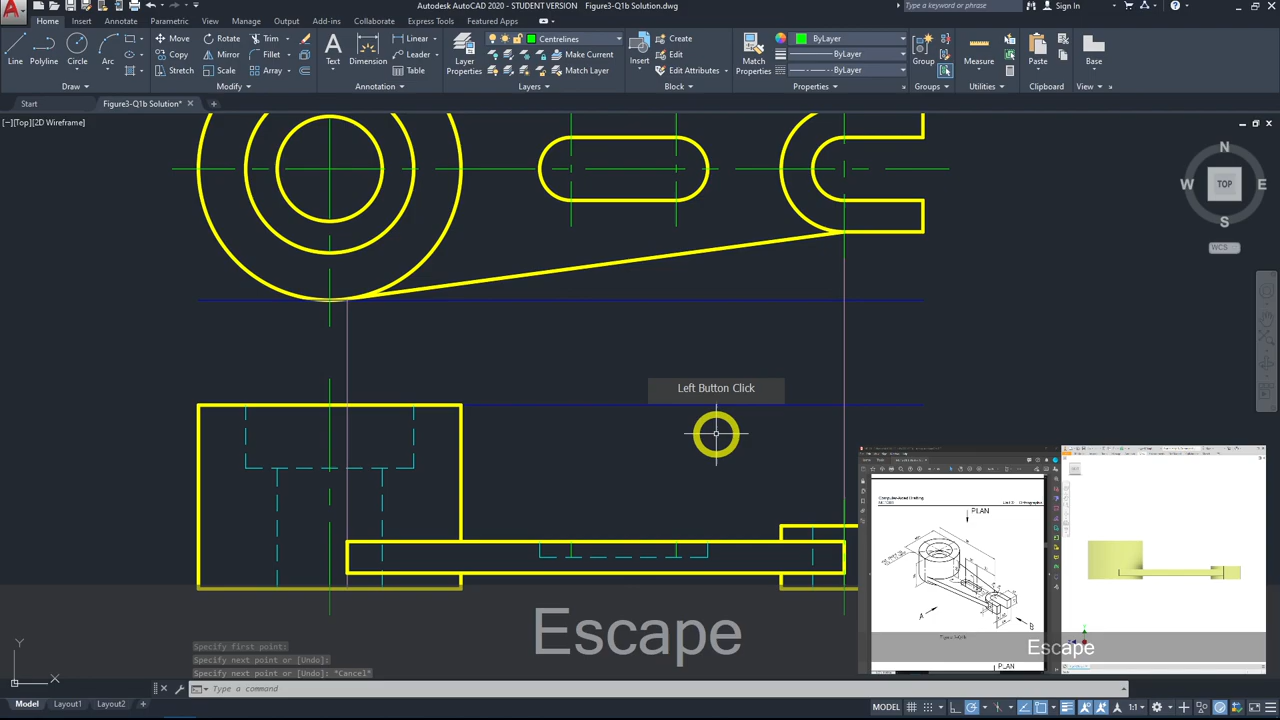 Autodesk AutoCAD 2020 - STUDENT VERSION Figure3-Q1b Solution.dwg
Type a keyword or phrase
Sign In
Home Insert Annotate Parametric View Manage Output Add-ins Collaborate Express Tools Featured Apps
Line Polyline Circle Arc
Move Rotate Trim
Copy Mirror Fillet
Stretch Scale Array
Text Dimension
Linear
Leader
Table
Layer Properties
Centrelines
Make Current
Match Layer
Insert
Create
Edit
Edit Attributes
Match Properties
ByLayer
ByLayer
ByLayer
Group
Measure
Paste
Base
Draw Modify Annotation Layers Block Properties Groups Utilities Clipboard View
Start Figure3-Q1b Solution*
[−][Top][2D Wireframe]
N
W TOP E
S
WCS
Left Button Click
PLAN
A
B
PLAN
Escape
Escape
Y
X
Specify first point:
Specify next point or [Undo]:
Specify next point or [Undo]: *Cancel*
Type a command
Model Layout1 Layout2
MODEL
1:1